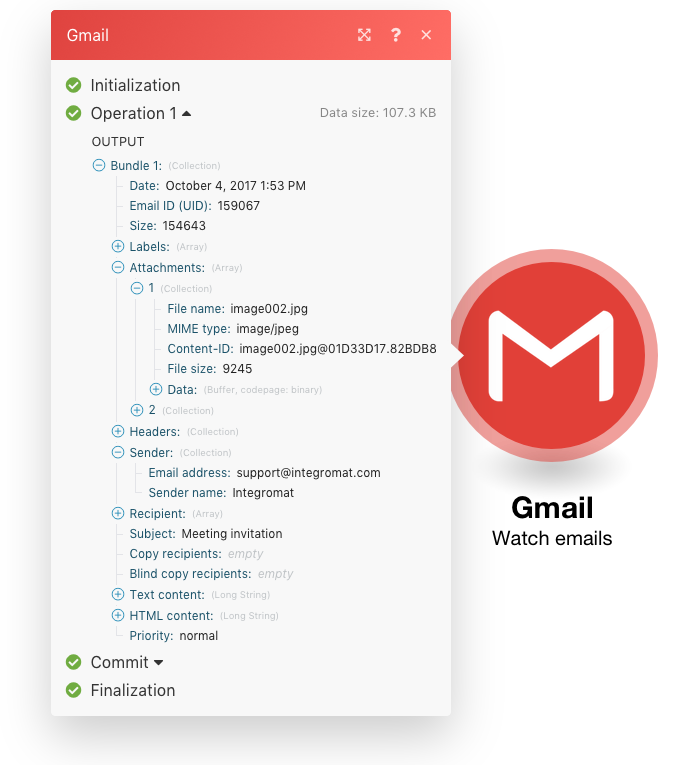 Gmail ?
Initialization
Operation 1 Data size: 107.3 KB
OUTPUT
Bundle 1: (Collection)
Date: October 4, 2017 1:53 PM
Email ID (UID): 159067
Size: 154643
Labels: (Array)
Attachments: (Array)
1 (Collection)
File name: image002.jpg
MIME type: image/jpeg
Content-ID: image002.jpg@01D33D17.82BDB8
File size: 9245
Data: (Buffer, codepage: binary)
2 (Collection)
Headers: (Collection)
Sender: (Collection)
Email address: support@integromat.com
Sender name: Integromat
Recipient: (Array)
Subject: Meeting invitation
Copy recipients: empty
Blind copy recipients: empty
Text content: (Long String)
HTML content: (Long String)
Priority: normal
Commit
Finalization
Gmail
Watch emails